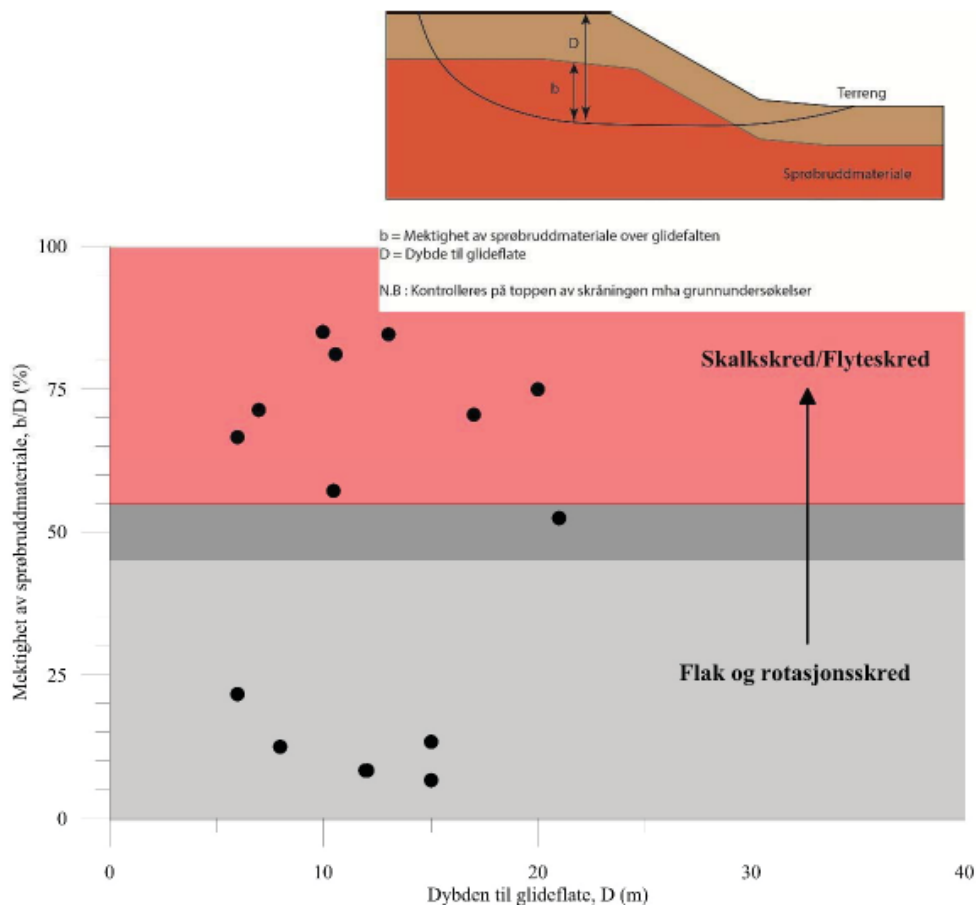 D
b
Terreng
Sprøbruddmateriale
b = Mektighet av sprøbruddmateriale over glidefalten
D = Dybde til glideflate
N.B : Kontrolleres på toppen av skråningen mha grunnundersøkelser
100
75
50
25
0
Mektighet av sprøbruddmateriale, b/D (%)
Skalkskred/Flyteskred
Flak og rotasjonsskred
0
10
20
30
40
Dybden til glideflate, D (m)